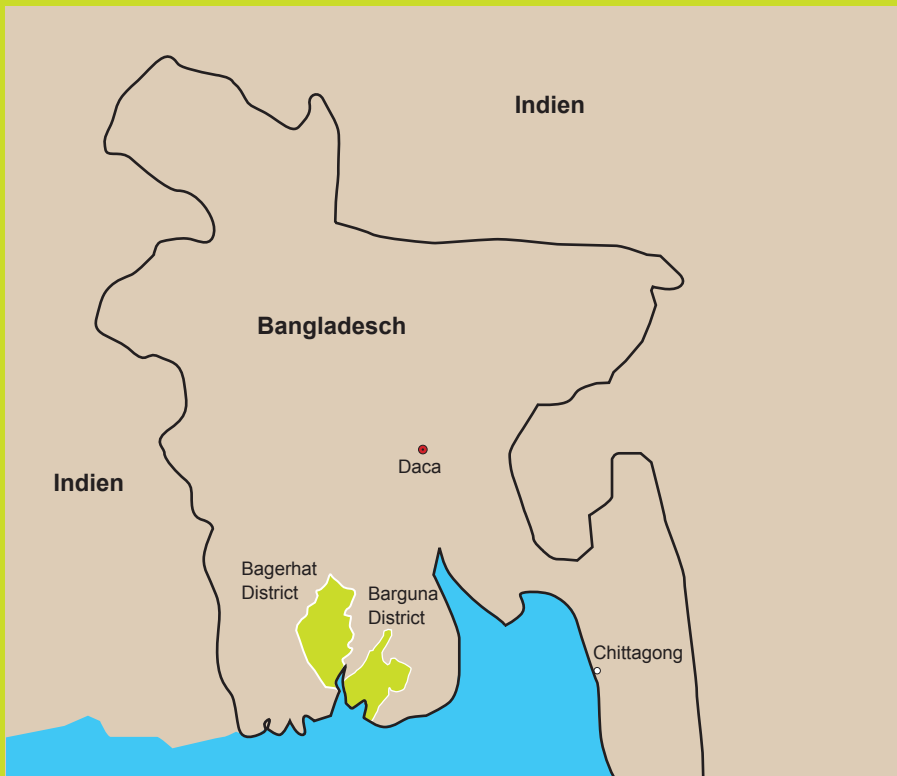 Indien
Bangladesch
Daca
Indien
Bagerhat
District
Barguna
District
Chittagong